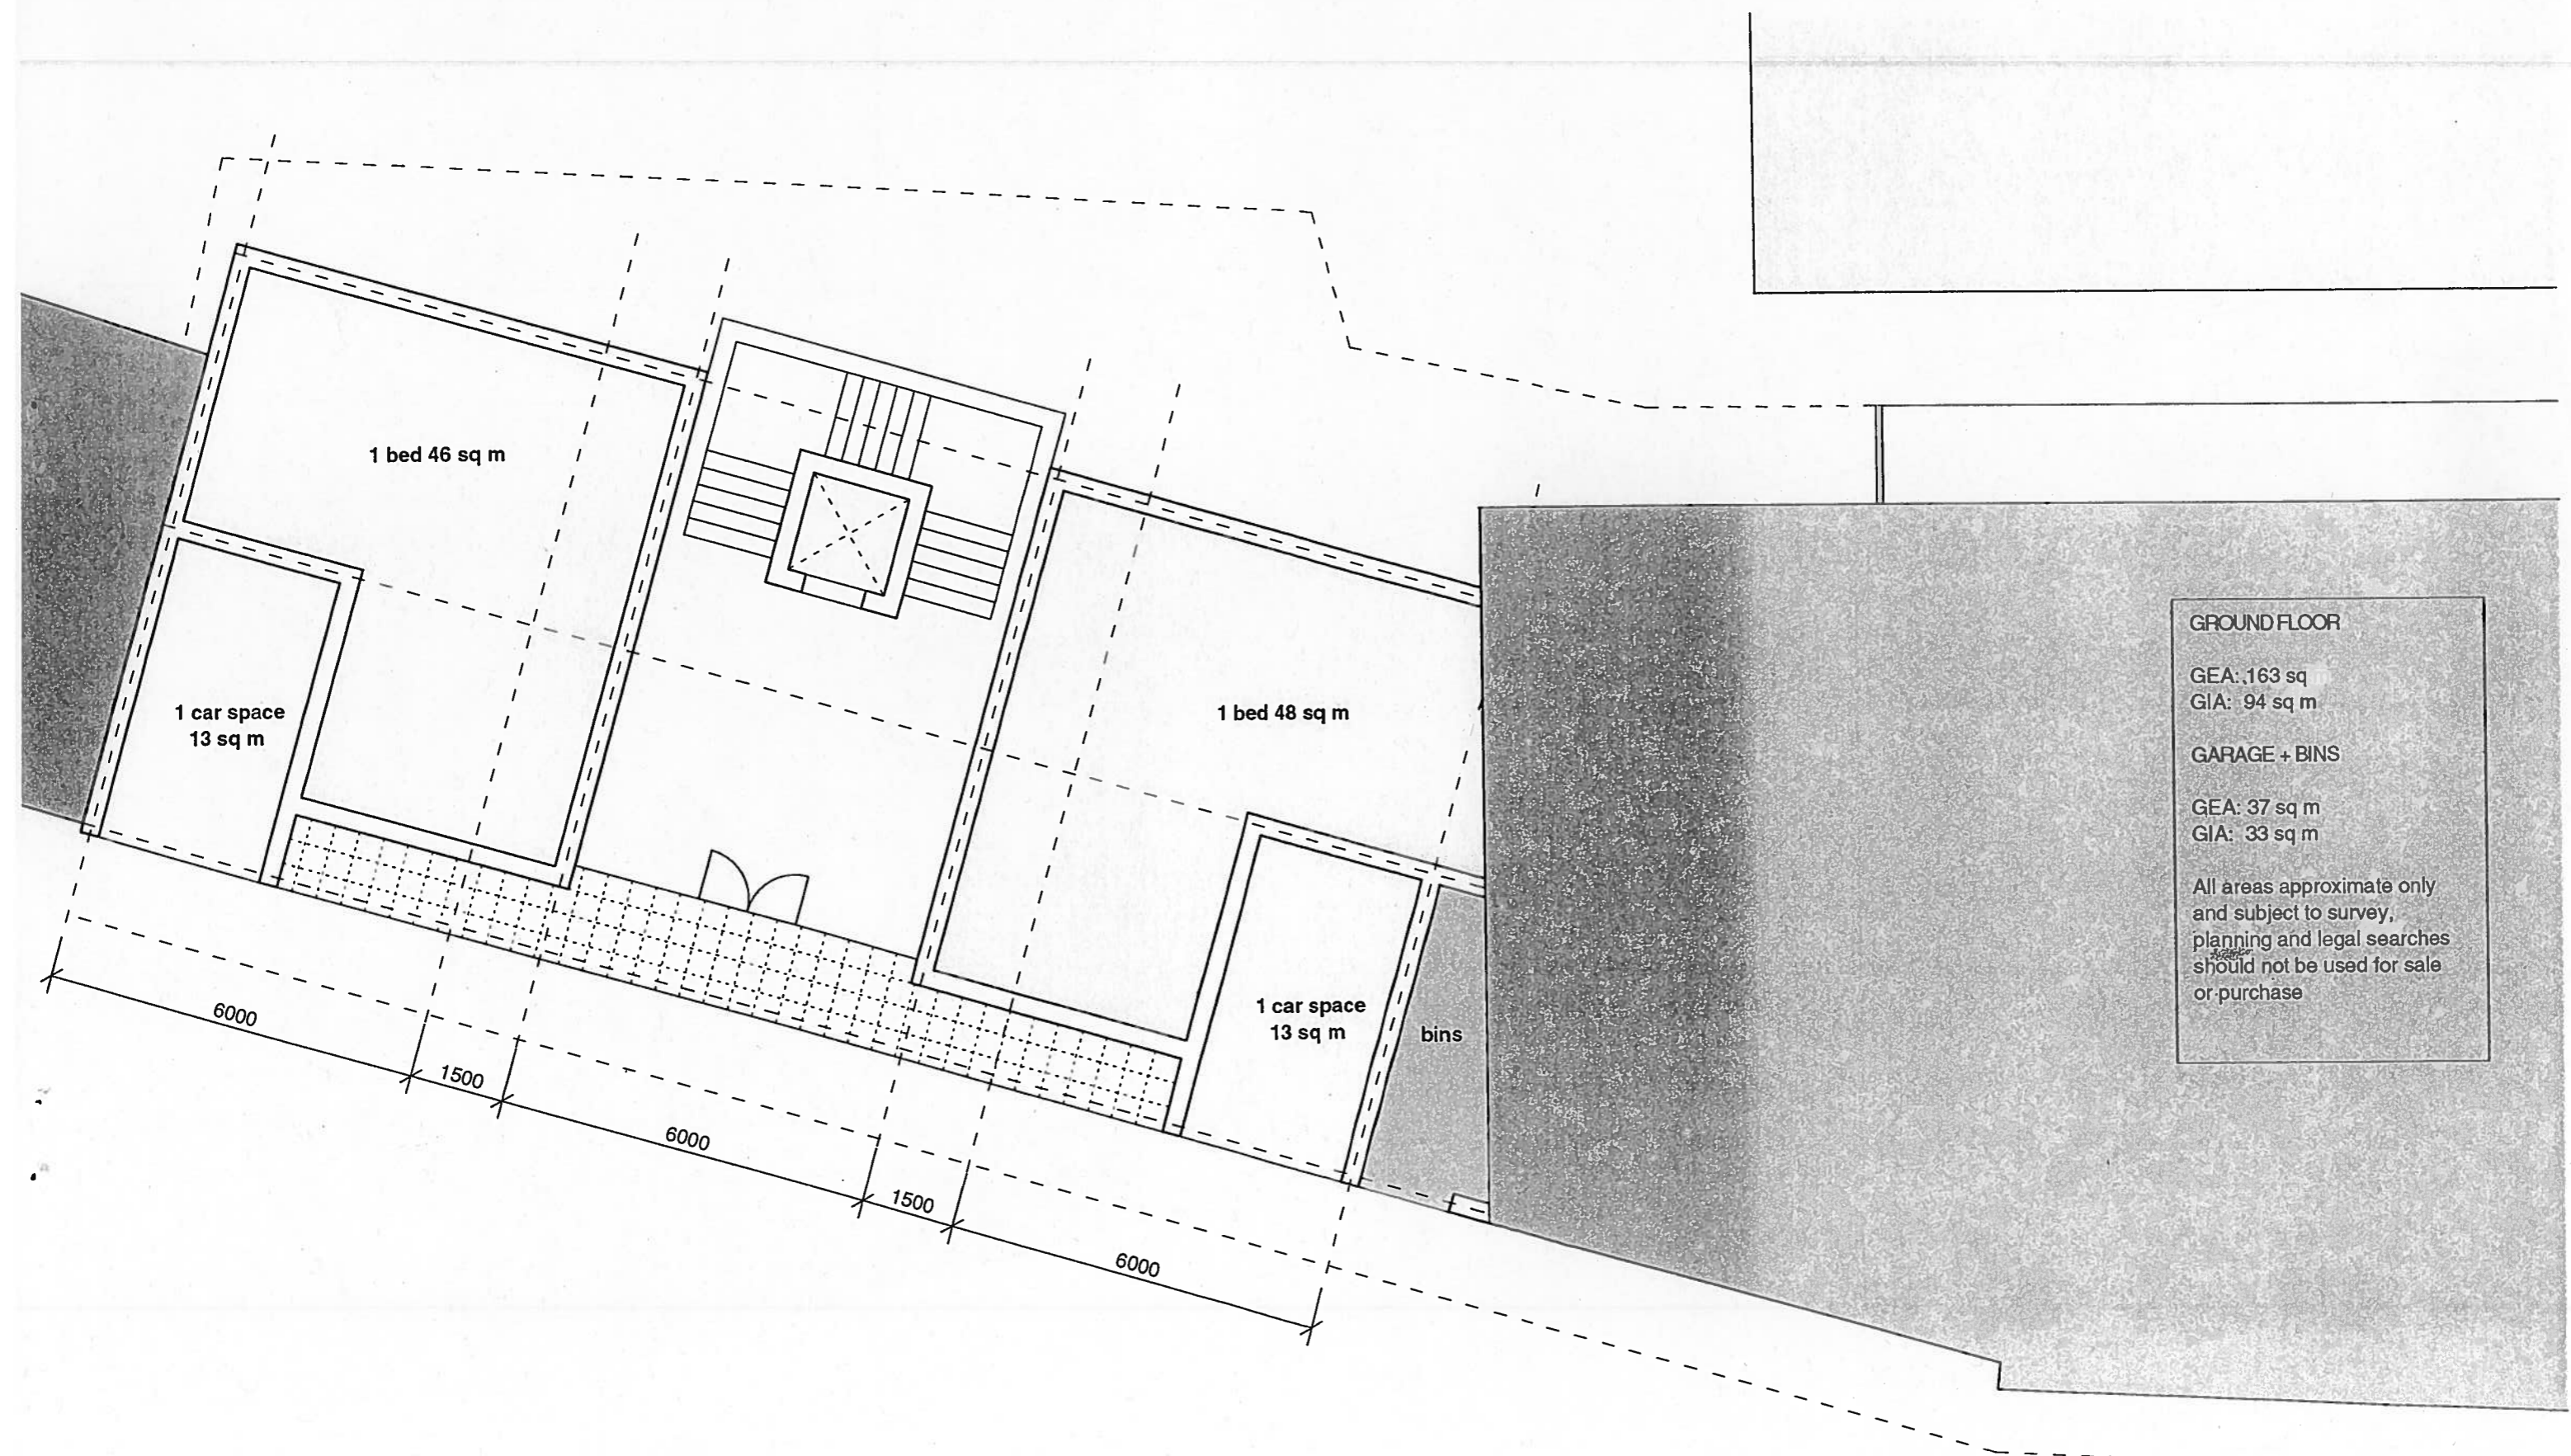 1 bed 46 sq m
1 car space
13 sq m
1 bed 48 sq m
1 car space
13 sq m
bins
6000
1500
6000
1500
6000
GROUND FLOOR
GEA: 163 sq
GIA: 94 sq m
GARAGE + BINS
GEA: 37 sq m
GIA: 33 sq m
All areas approximate only
and subject to survey,
planning and legal searches
should not be used for sale
or purchase